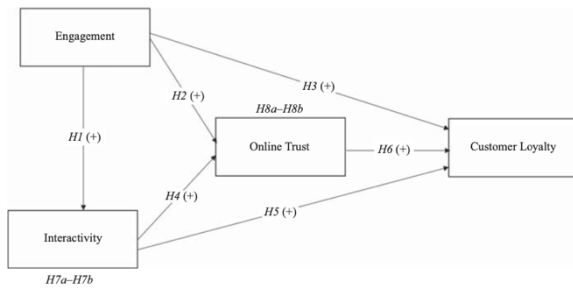 Engagement
H3 (+)
H2 (+)
H8a–H8b
H1 (+)
Online Trust
H6 (+)
Customer Loyalty
H4 (+)
H5 (+)
Interactivity
H7a–H7b